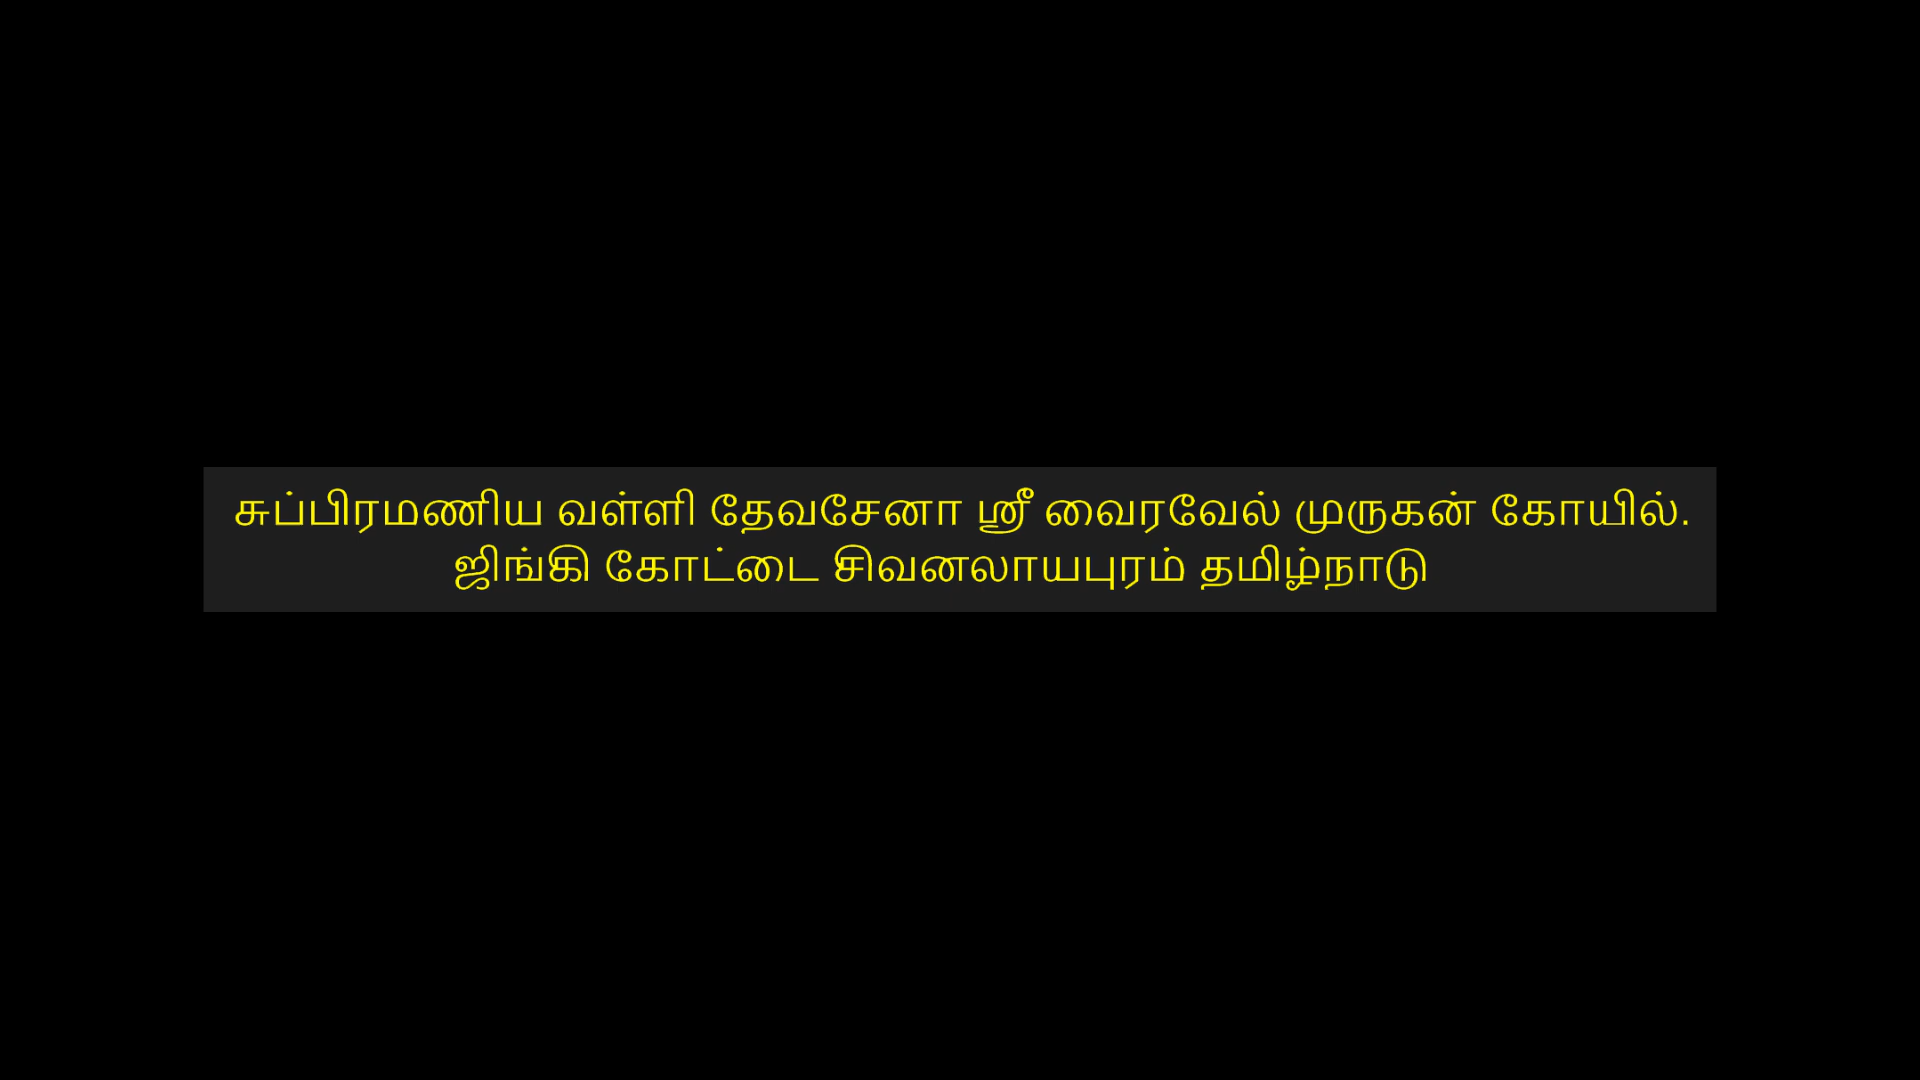 சுப்பிரமணிய வள்ளி தேவசேனா ஸ்ரீ வைரவேல் முருகன் கோயில்.
ஜிங்கி கோட்டை சிவனலாயபுரம் தமிழ்நாடு